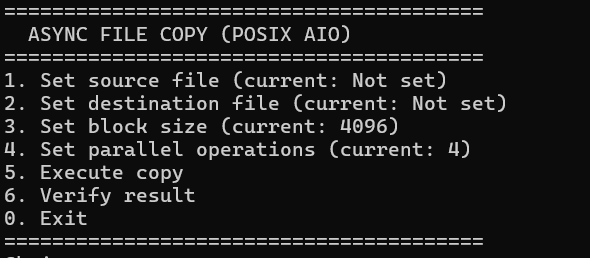 ========================================
ASYNC FILE COPY (POSIX AIO)
========================================
1. Set source file (current: Not set)
2. Set destination file (current: Not set)
3. Set block size (current: 4096)
4. Set parallel operations (current: 4)
5. Execute copy
6. Verify result
0. Exit
========================================